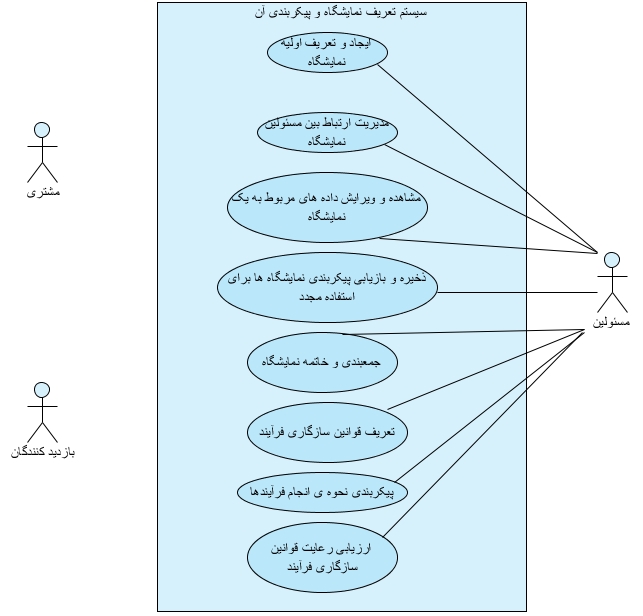 سیستم تعریف نمایشگاه و پیکربندی آن
ایجاد و تعریف اولیه
نمایشگاه
مدیریت ارتباط بین مسئولین
نمایشگاه
مشتری
مشاهده و ویرایش داده های مربوط به یک
نمایشگاه
ذخیره و بازیابی پیکربندی نمایشگاه ها برای
استفاده مجدد
مسئولین
جمعبندی و خاتمه نمایشگاه
تعریف قوانین سازگاری فرآیند
بازدید کنندگان
پیکربندی نحوه ی انجام فرآیندها
ارزیابی رعایت قوانین
سازگاری فرآیند